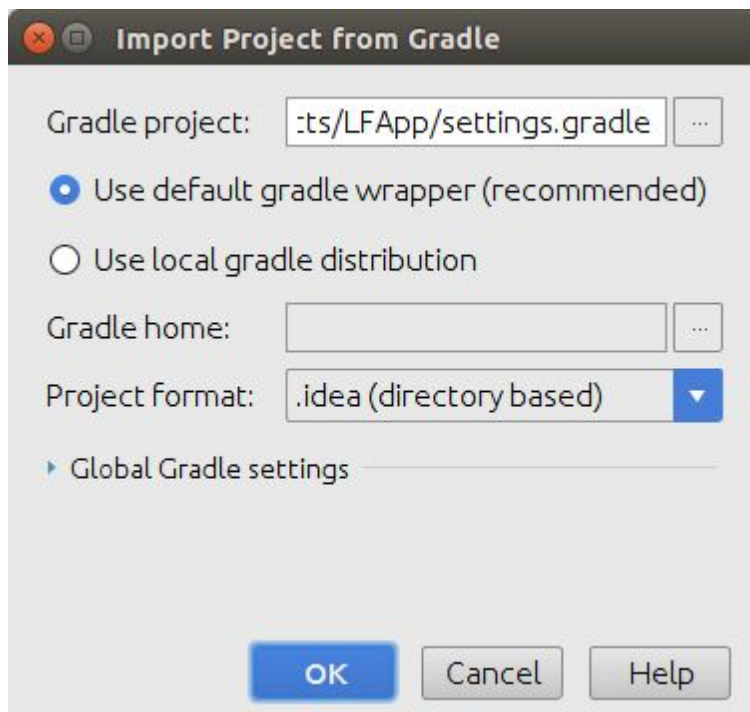 Import Project from Gradle
Gradle project: cts/LFApp/settings.gradle ...
Use default gradle wrapper (recommended)
Use local gradle distribution
Gradle home: ...
Project format: .idea (directory based)
Global Gradle settings
OK Cancel Help